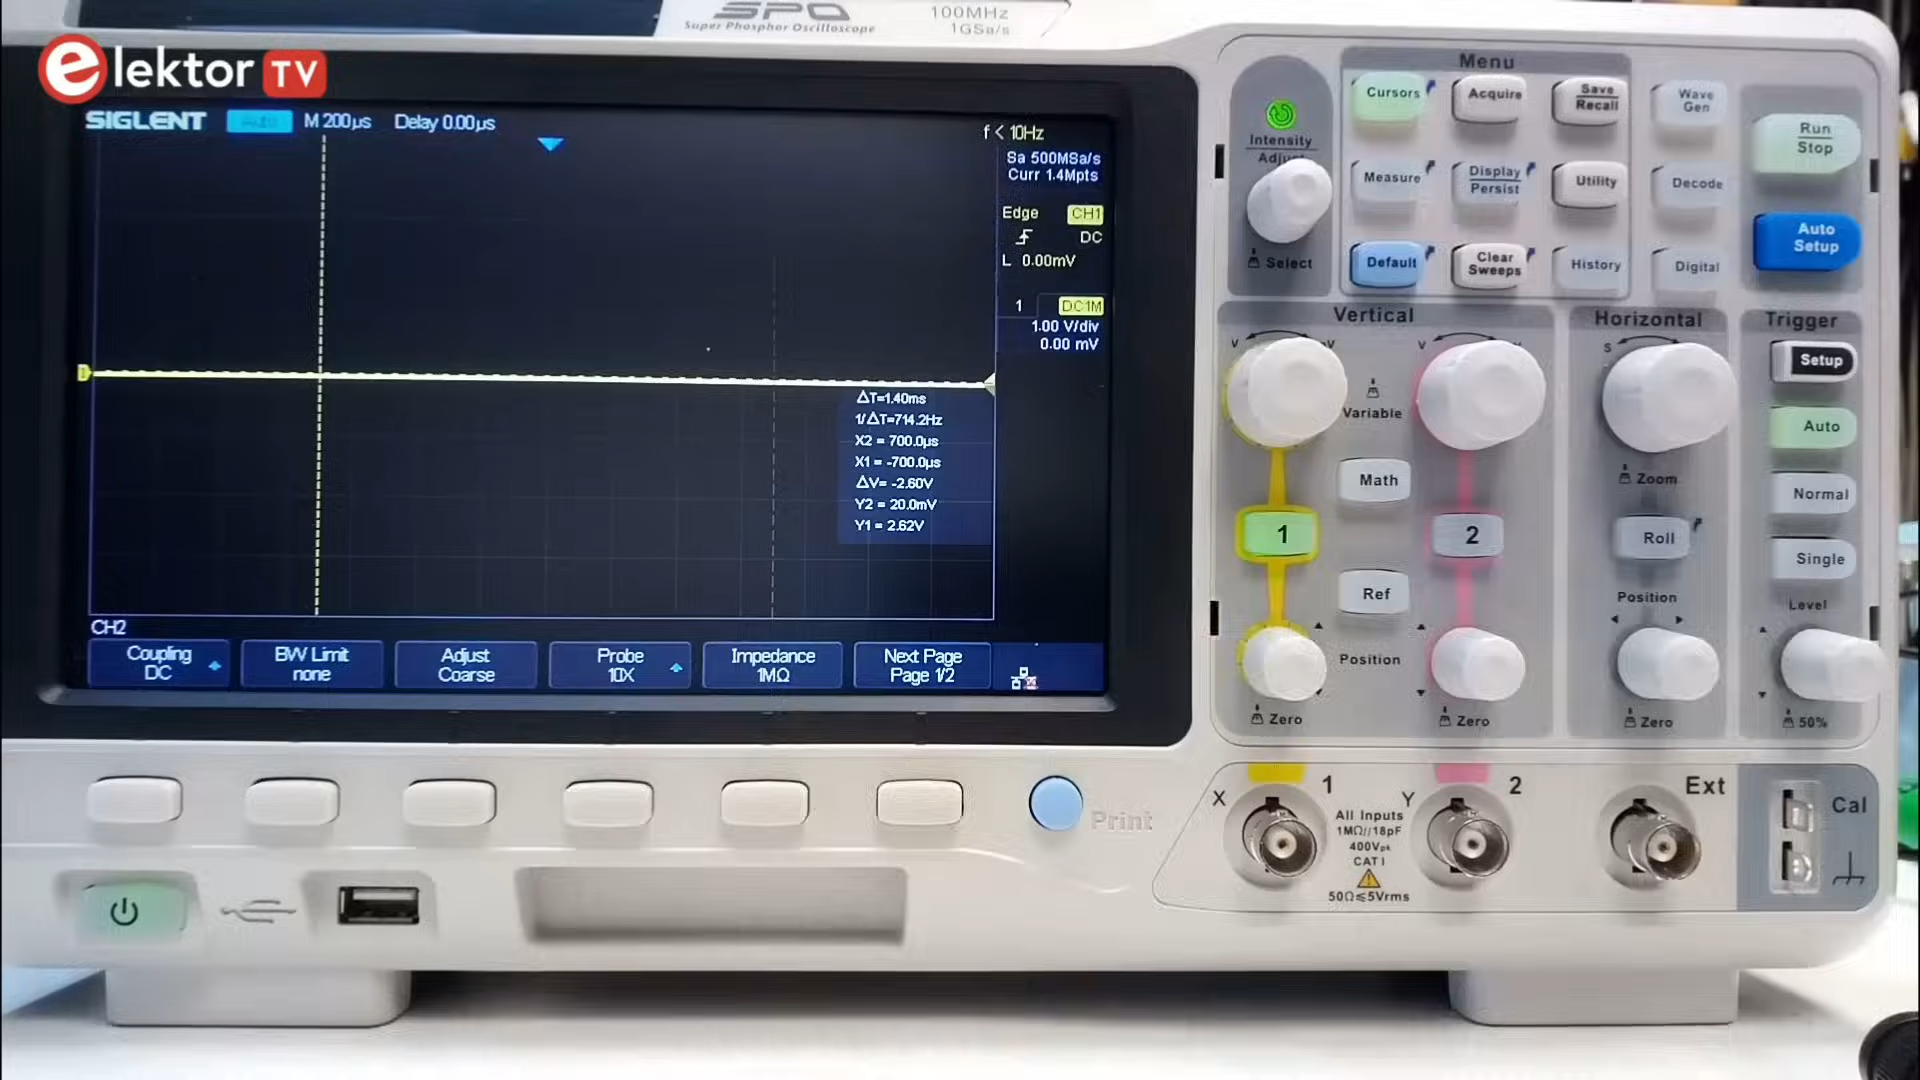 SPO
Super Phosphor Oscilloscope
100MHz
1GSa/s
elektor TV
SIGLENT
Auto
M 200µs
Delay 0.00µs
f < 10Hz
Sa 500MSa/s
Curr 1.4Mpts
Edge
CH1
DC
L 0.00mV
1
DC1M
1.00 V/div
0.00 mV
ΔT=1.40ms
1/ΔT=714.2Hz
X2 = 700.0µs
X1 = -700.0µs
ΔV= -2.60V
Y2 = 20.0mV
Y1 = 2.62V
CH2
Coupling
DC
BW Limit
none
Adjust
Coarse
Probe
10X
Impedance
1MΩ
Next Page
Page 1/2
Print
Intensity
Adjust
Select
Menu
Cursors
Acquire
Save
Recall
Wave
Gen
Run
Stop
Measure
Display
Persist
Utility
Decode
Auto
Setup
Default
Clear
Sweeps
History
Digital
Vertical
V
mV
Variable
V
Math
1
2
Ref
Position
Zero
Zero
Horizontal
S
Zoom
Roll
Position
Zero
Trigger
Setup
Auto
Normal
Single
Level
50%
X
1
All Inputs
1MΩ//18pF
400Vpk
CAT I
50Ω≤5Vrms
Y
2
Ext
Cal